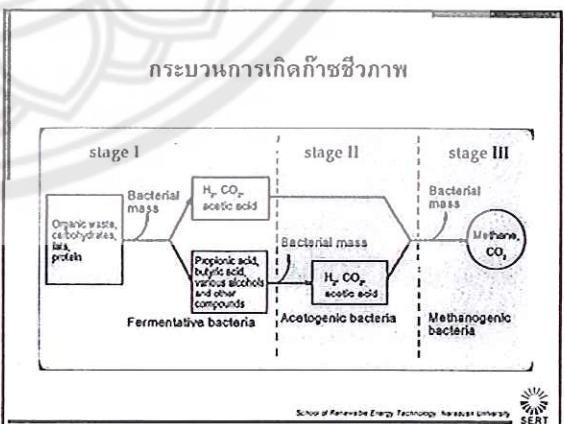 กระบวนการเกิดก๊าซชีวภาพ
stage I
stage II
stage III
Organic waste,
carbohydrates,
fats,
protein
Bacterial
mass
H₂, CO₂,
acetic acid
Propionic acid,
butyric acid,
various alcohols
and other
compounds
Fermentative bacteria
Bacterial mass
H₂, CO₂,
acetic acid
Acetogenic bacteria
Bacterial
mass
Methane,
CO₂
Methanogenic
bacteria
School of Renewable Energy Technology, Naresuan University
SERT